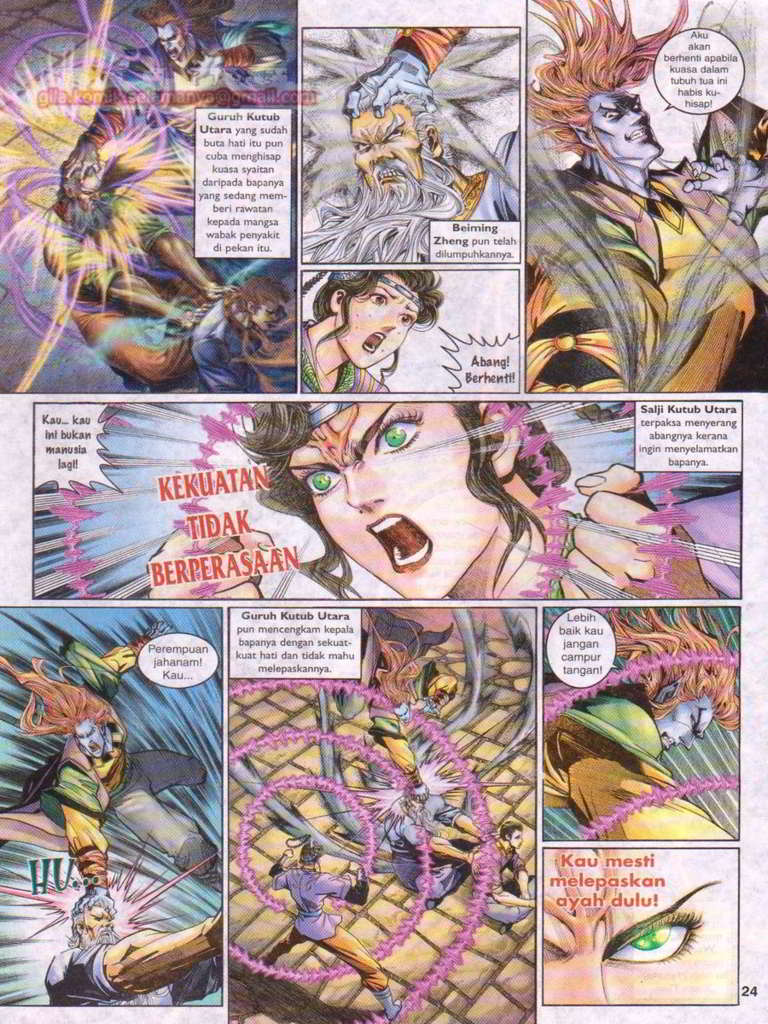 Guruh Kutub
Utara yang sudah
buta hati itu pun
cuba menghisap
kuasa syaitan
daripada bapanya
yang sedang mem-
beri rawatan
kepada mangsa
wabak penyakit
di pekan itu.
Beiming
Zheng pun telah
dilumpuhkannya.
Abang!
Berhenti!
Aku
akan
berhenti apabila
kuasa dalam
tubuh tua ini
habis ku-
hisap!
Kau... kau
ini bukan
manusia
lagi!
KEKUATAN
TIDAK
BERPERASAAN
Salji Kutub Utara
terpaksa menyerang
abangnya kerana
ingin menyelamatkan
bapanya.
Perempuan
jahanam!
Kau...
HU...
Guruh Kutub Utara
pun mencengkam kepala
bapanya dengan sekuat-
kuat hati dan tidak mahu
melepaskannya.
Lebih
baik kau
jangan
campur
tangan!
Kau mesti
melepaskan
ayah dulu!
24